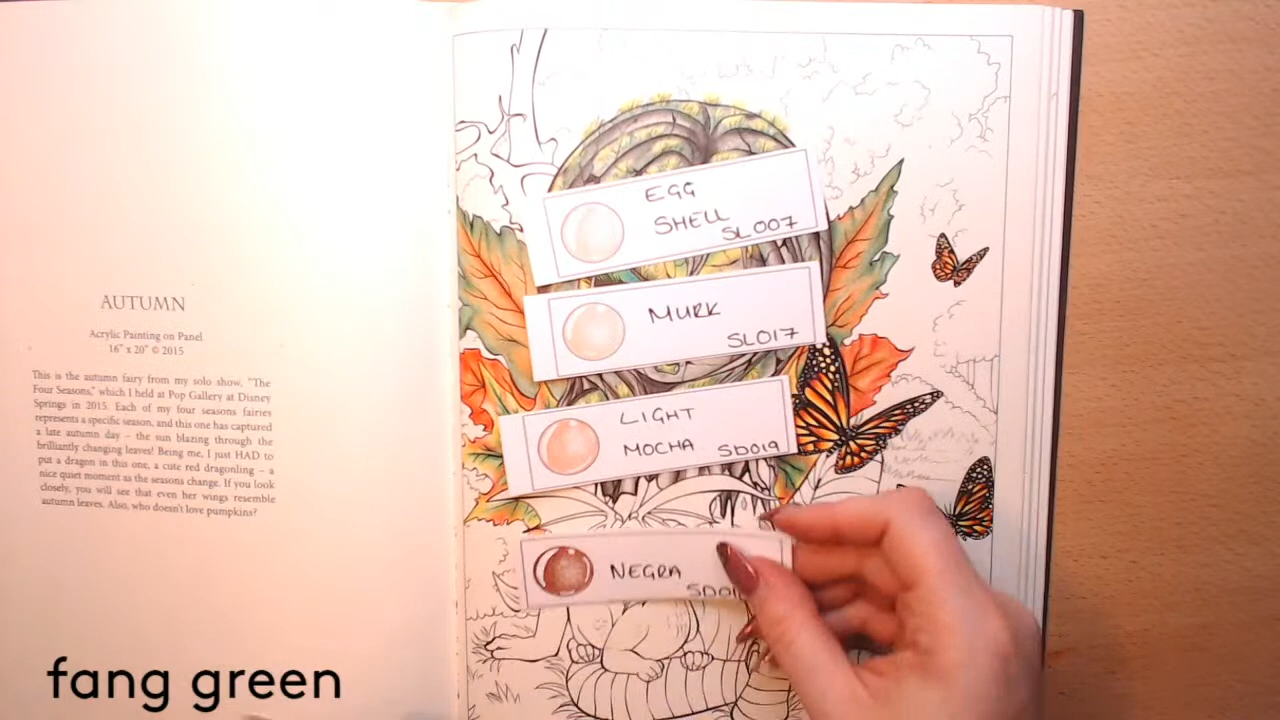 AUTUMN
Acrylic Painting on Panel
16" x 20" © 2015
This is the autumn fairy from my solo show, "The
Four Seasons," which I held at Pop Gallery at Disney
Springs in 2015. Each of my four seasons fairies
represents a specific season, and this one has captured
a late autumn day – the sun blazing through the
brilliantly changing leaves! Being me, I just HAD to
put a dragon in this one, a cute red dragonling – a
nice quiet moment as the seasons change. If you look
closely, you will see that even her wings resemble
autumn leaves. Also, who doesn't love pumpkins?
EGG
SHELL
SL007
MURK
SL017
LIGHT
MOCHA SD019
NEGRA
fang green